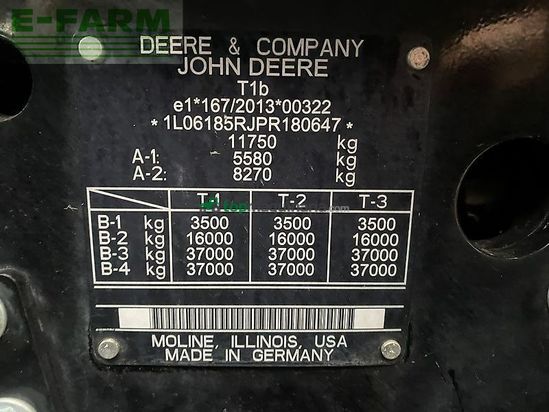 E-FARM
DEERE & COMPANY
JOHN DEERE
T1b
e1*167/2013*00322
*1L06185RJPR180647*
11750 kg
A-1: 5580 kg
A-2: 8270 kg
T-1 T-2 T-3
B-1 kg 3500 3500 3500
B-2 kg 16000 16000 16000
B-3 kg 37000 37000 37000
B-4 kg 37000 37000 37000
MOLINE, ILLINOIS, USA
MADE IN GERMANY